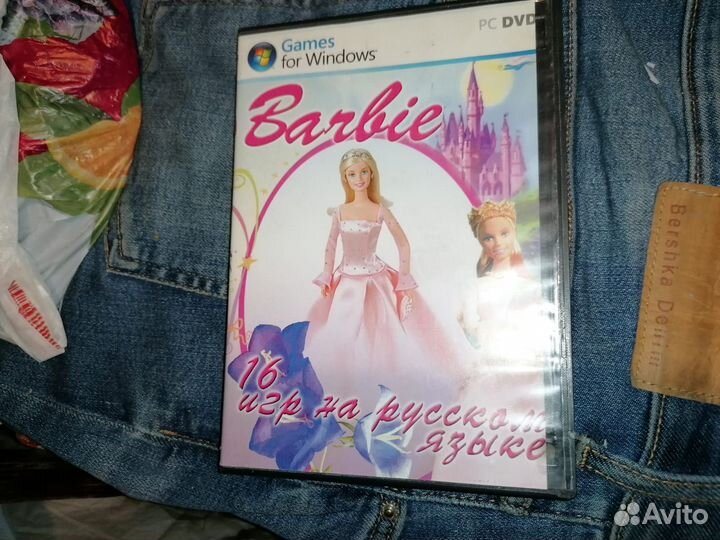 Games
for Windows
PC DVD
Barbie
16
игр на русском
языке
Bershka Denim
Avito